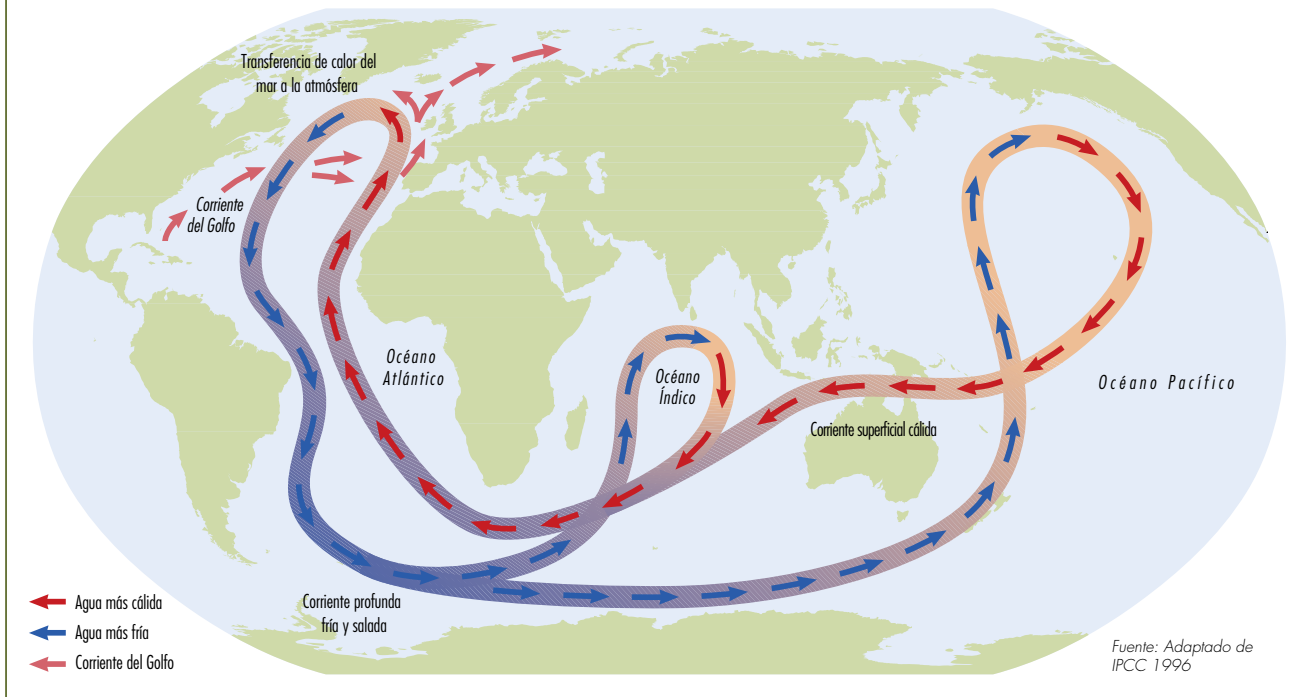 Transferencia de calor del
mar a la atmósfera
Corriente
del Golfo
Océano
Atlántico
Océano
Índico
Océano Pacífico
Corriente superficial cálida
Corriente profunda
fría y salada
Agua más cálida
Agua más fría
Corriente del Golfo
Fuente: Adaptado de
IPCC 1996